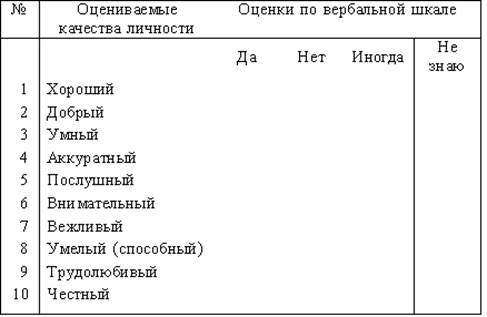 № Оцениваемые качества личности Оценки по вербальной шкале
Да Нет Иногда Не знаю
1 Хороший
2 Добрый
3 Умный
4 Аккуратный
5 Послушный
6 Внимательный
7 Вежливый
8 Умелый (способный)
9 Трудолюбивый
10 Честный